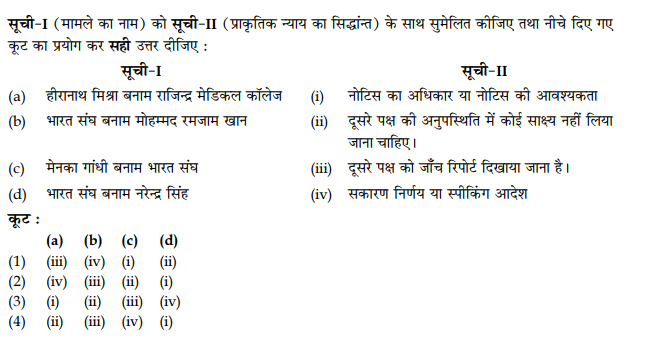 सूची-I (मामले का नाम) को सूची-II (प्राकृतिक न्याय का सिद्धांत) के साथ सुमेलित कीजिए तथा नीचे दिए गए
कूट का प्रयोग कर सही उत्तर दीजिए :
सूची-I सूची-II
(a) हीरानाथ मिश्रा बनाम राजिन्द्र मेडिकल कॉलेज (i) नोटिस का अधिकार या नोटिस की आवश्यकता
(b) भारत संघ बनाम मोहम्मद रमजाम खान (ii) दूसरे पक्ष की अनुपस्थिति में कोई साक्ष्य नहीं लिया
जाना चाहिए।
(c) मेनका गांधी बनाम भारत संघ (iii) दूसरे पक्ष को जाँच रिपोर्ट दिखाया जाना है।
(d) भारत संघ बनाम नरेन्द्र सिंह (iv) सकारण निर्णय या स्पीकिंग आदेश
कूट :
(a) (b) (c) (d)
(1) (iii) (iv) (i) (ii)
(2) (iv) (iii) (ii) (i)
(3) (i) (ii) (iii) (iv)
(4) (ii) (iii) (iv) (i)